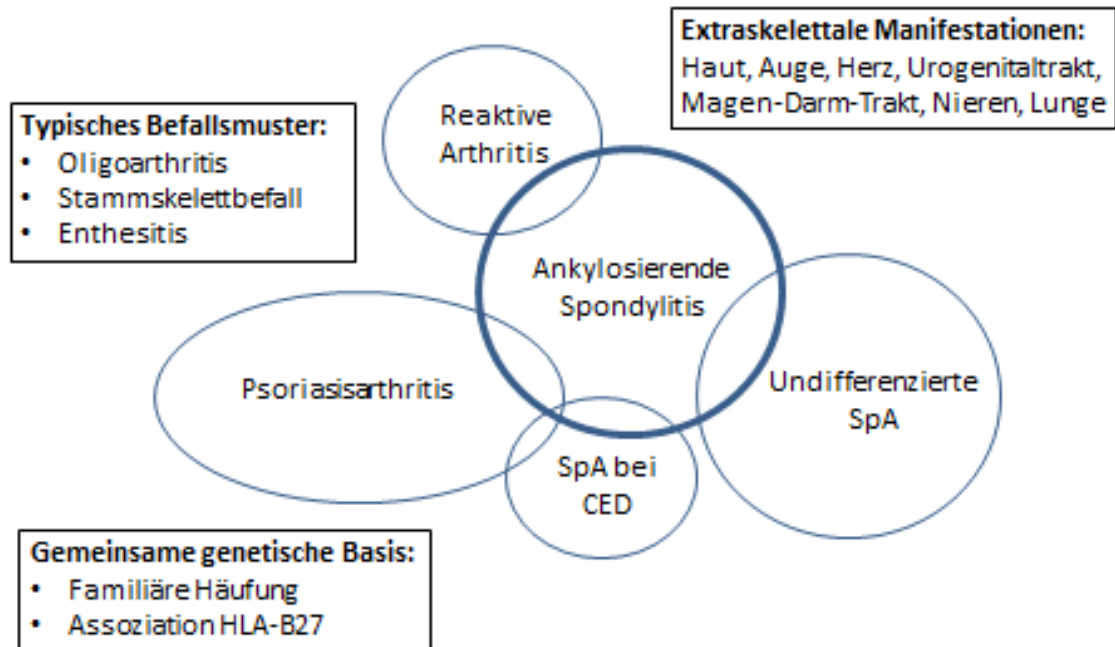 Extraskelettale Manifestationen:
Haut, Auge, Herz, Urogenitaltrakt,
Magen-Darm-Trakt, Nieren, Lunge
Reaktive
Arthritis
Typisches Befallsmuster:
• Oligoarthritis
• Stammskelettbefall
• Enthesitis
Ankylosierende
Spondylitis
Psoriasisarthritis
Undifferenzierte
SpA
SpA bei
CED
Gemeinsame genetische Basis:
• Familiäre Häufung
• Assoziation HLA-B27